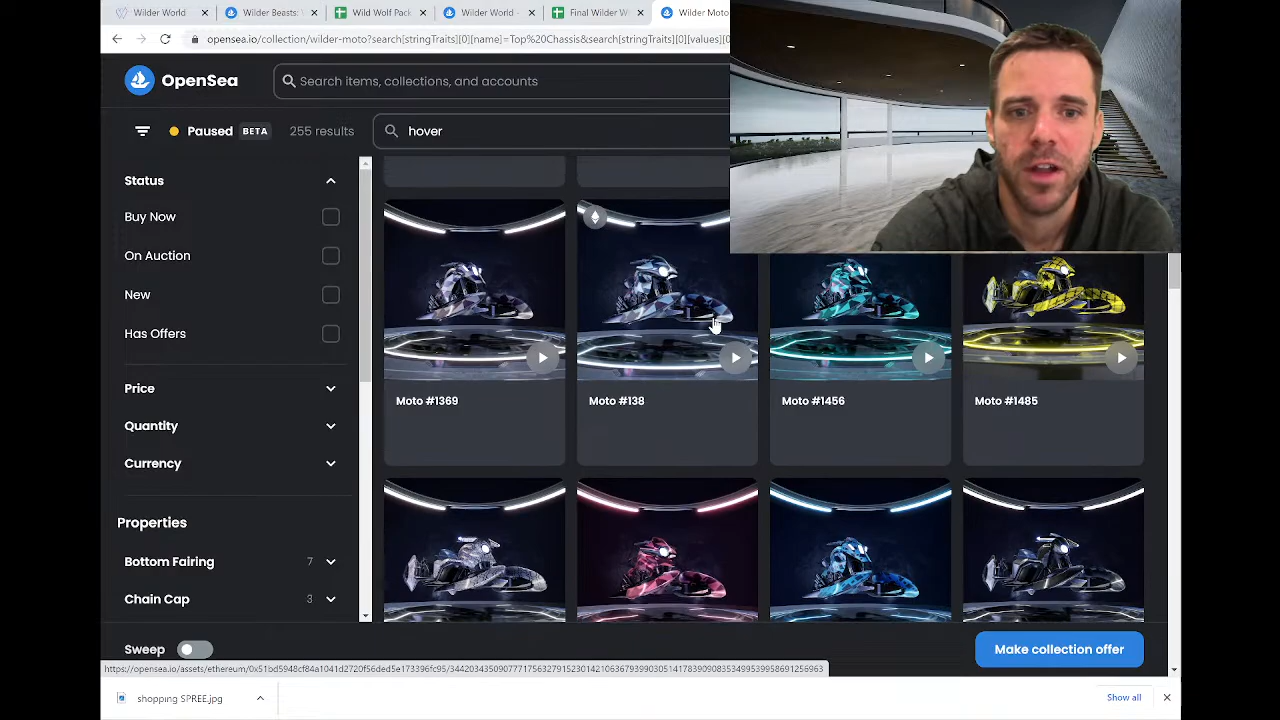 Wilder World
Wilder Beasts:
Wild Wolf Pack
Wilder World -
Final Wilder W
Wilder Moto
opensea.io/collection/wilder-moto?search[stringTraits][0][name]=Top%20Chassis&search[stringTraits][0][values]
OpenSea
Search items, collections, and accounts
Paused BETA 255 results
hover
Status
Buy Now
On Auction
New
Has Offers
Price
Quantity
Currency
Properties
Bottom Fairing 7
Chain Cap 3
Moto #1369
Moto #138
Moto #1456
Moto #1485
Sweep
Make collection offer
shopping SPREE.jpg
Show all